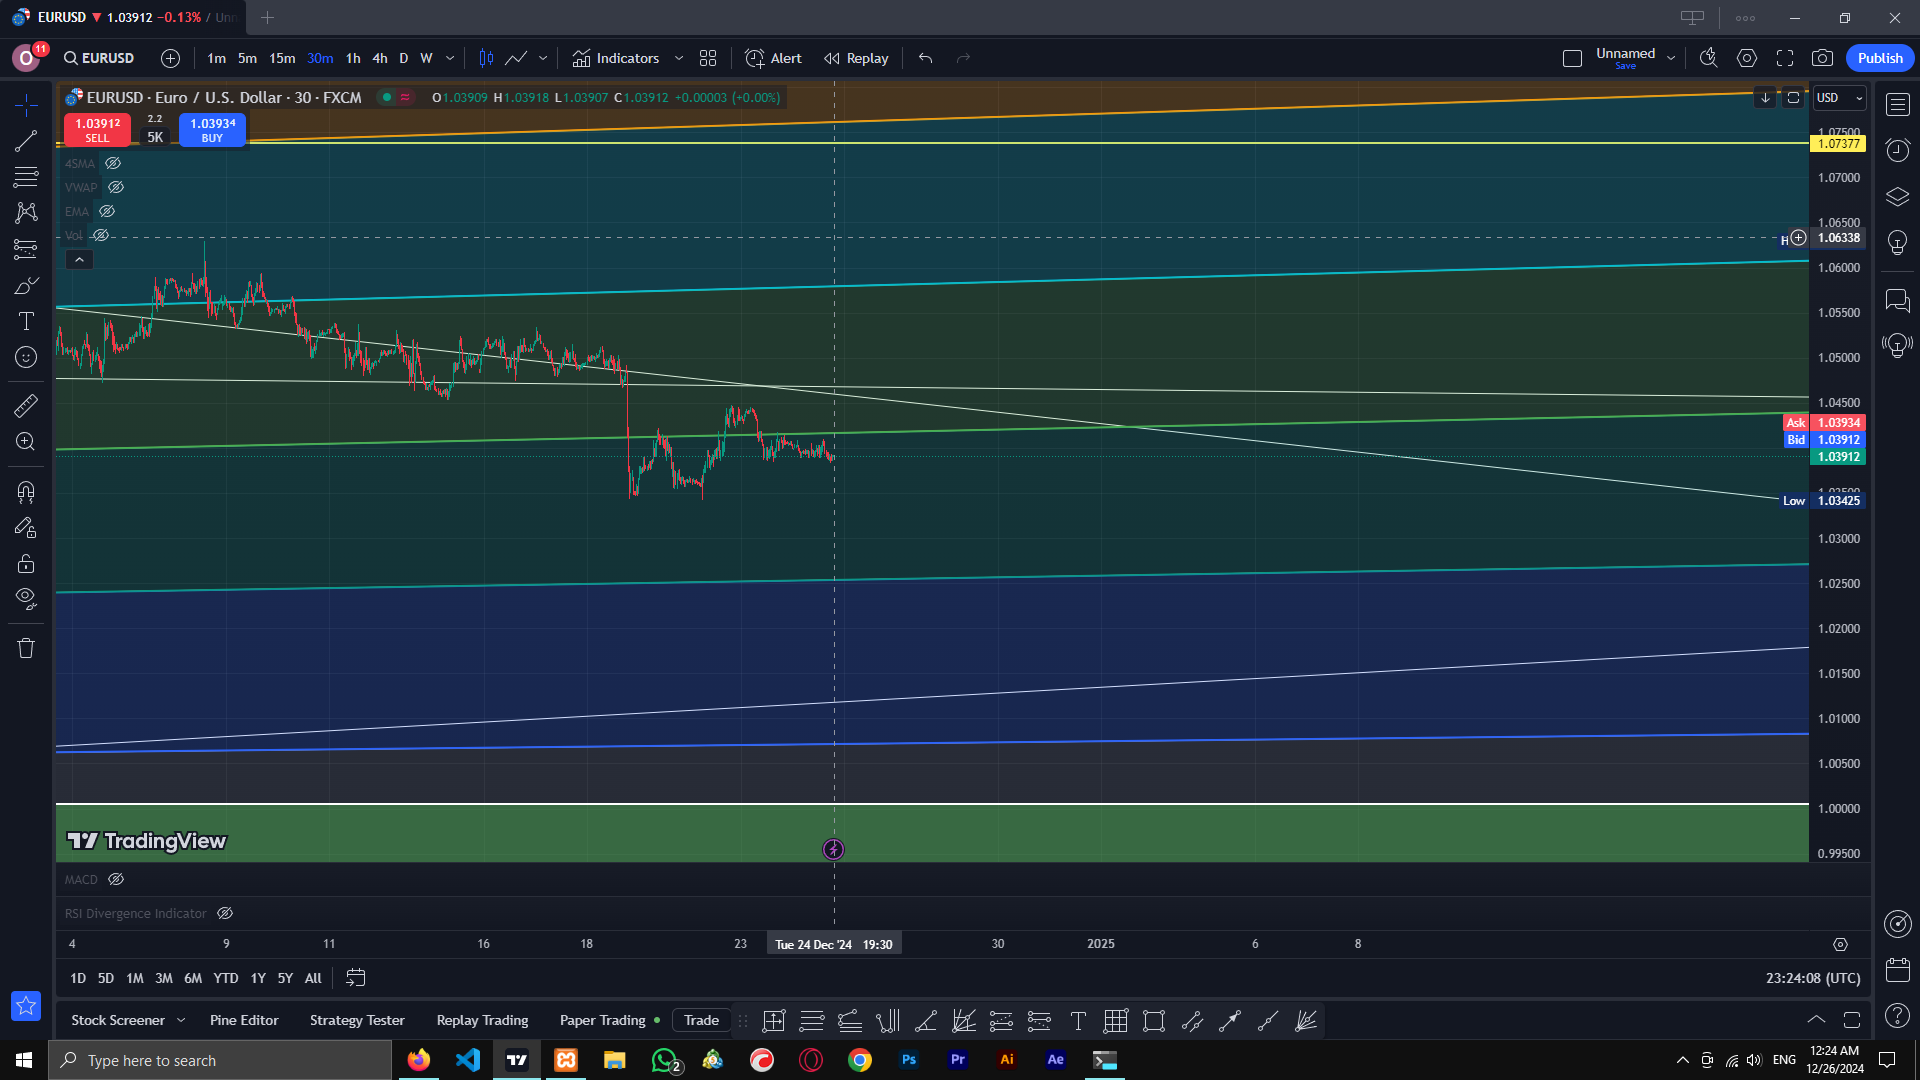 EURUSD ▼ 1.03912 −0.13% / Unn
O 11 EURUSD 1m 5m 15m 30m 1h 4h D W Indicators Alert Replay Unnamed Save Publish
EURUSD · Euro / U.S. Dollar · 30 · FXCM O1.03909 H1.03918 L1.03907 C1.03912 +0.00003 (+0.00%) USD
1.03912 SELL 2.2 5K 1.03934 BUY
4SMA
VWAP
EMA
Vol
1.07377
1.07000
1.06500
H 1.06338
1.06000
1.05500
1.05000
1.04500
Ask 1.03934
Bid 1.03912
1.03912
Low 1.03425
1.03000
1.02500
1.02000
1.01500
1.01000
1.00500
1.00000
0.99500
TradingView
MACD
RSI Divergence Indicator
4 9 11 16 18 23 Tue 24 Dec '24 19:30 30 2025 6 8
1D 5D 1M 3M 6M YTD 1Y 5Y All 23:24:08 (UTC)
Stock Screener Pine Editor Strategy Tester Replay Trading Paper Trading Trade
Type here to search 2 Ps Pr Ai Ae ENG 12:24 AM
12/26/2024